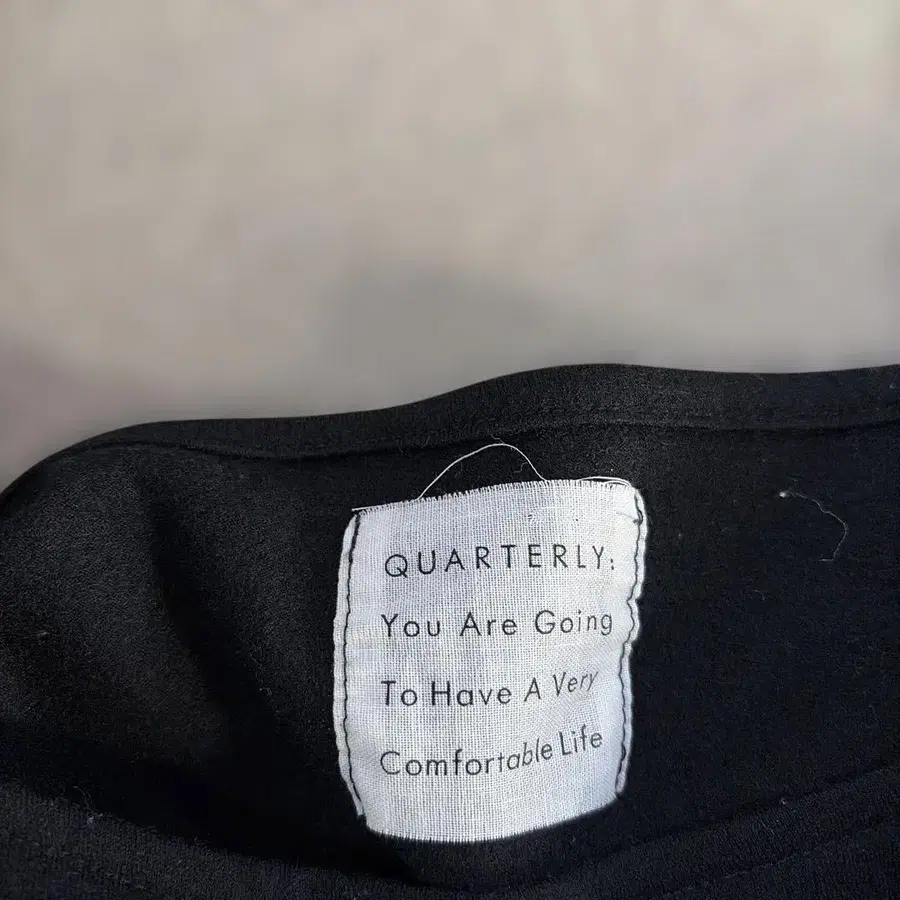 QUARTERLY:
You Are Going
To Have A Very
Comfortable Life